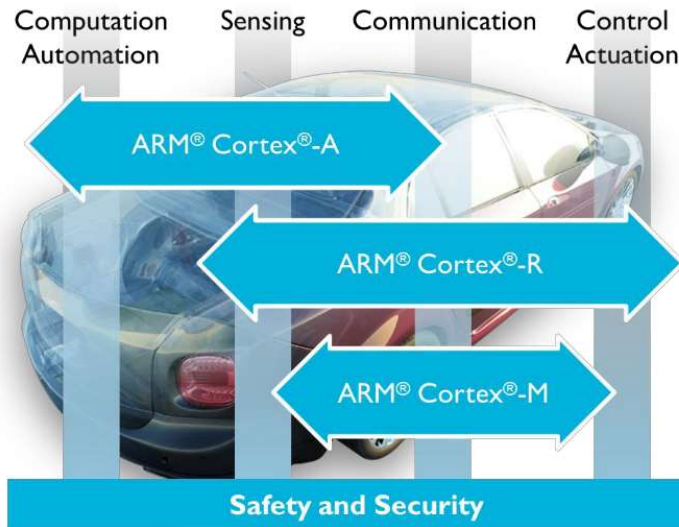 Computation
Automation
Sensing
Communication
Control
Actuation
ARM® Cortex®-A
ARM® Cortex®-R
ARM® Cortex®-M
Safety and Security